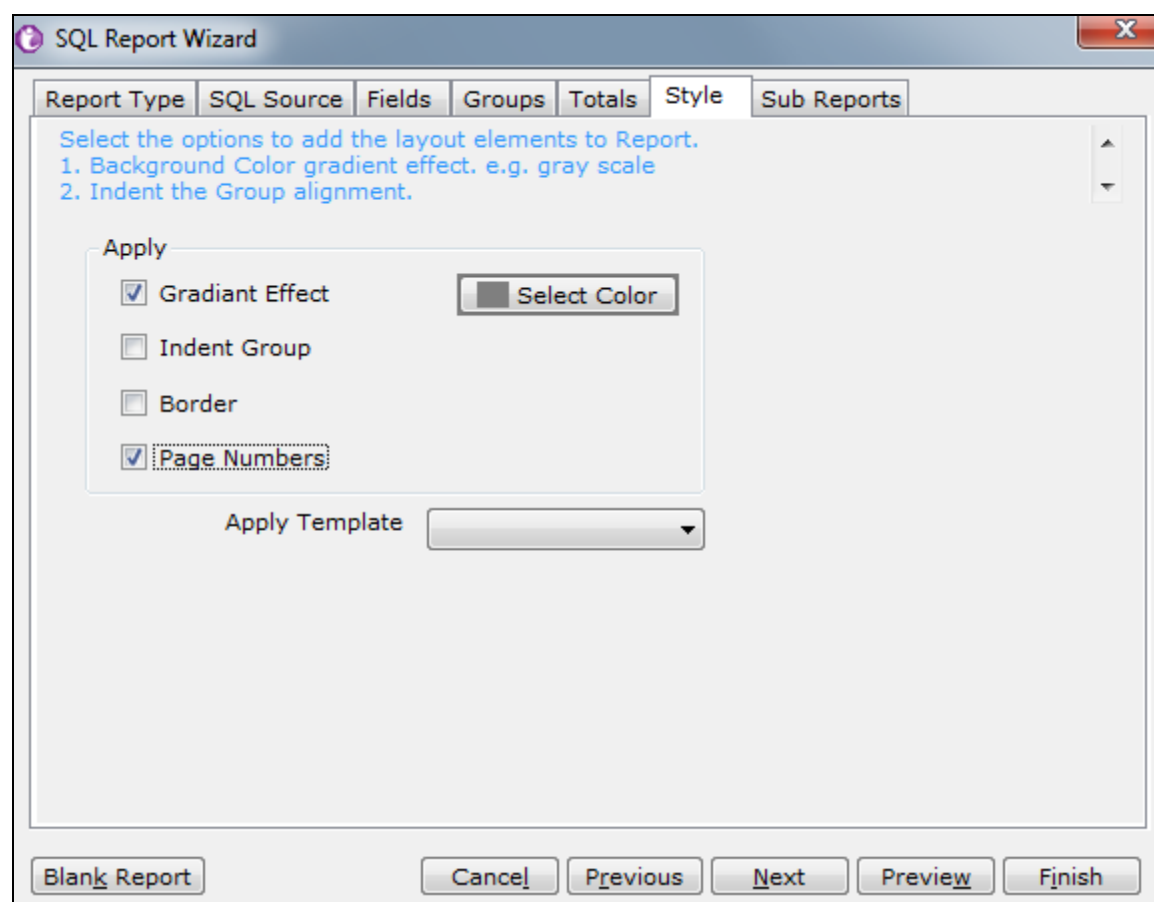 SQL Report Wizard
Report Type SQL Source Fields Groups Totals Style Sub Reports
Select the options to add the layout elements to Report.
1. Background Color gradient effect. e.g. gray scale
2. Indent the Group alignment.
Apply
Gradiant Effect Select Color
Indent Group
Border
Page Numbers
Apply Template
Blank Report Cancel Previous Next Preview Finish